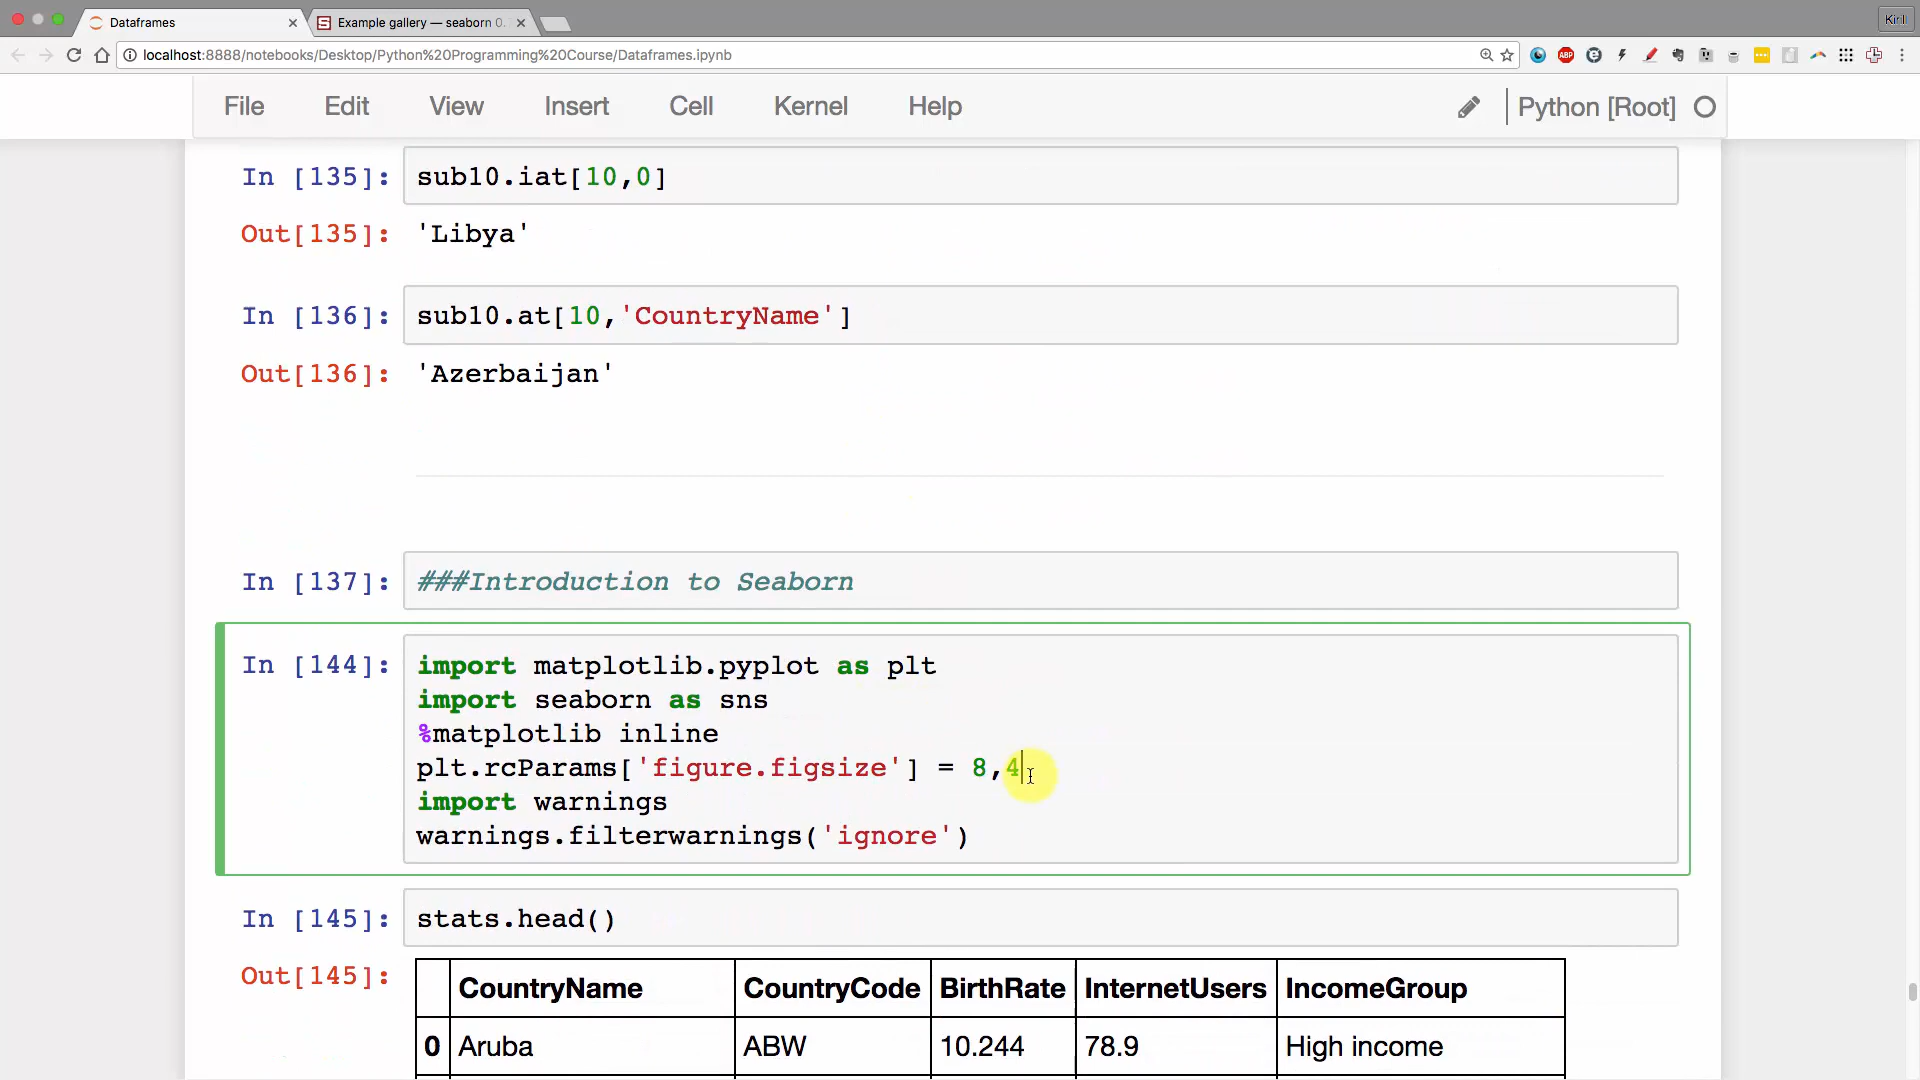 Dataframes
Example gallery — seaborn 0.
Kirill
localhost:8888/notebooks/Desktop/Python%20Programming%20Course/Dataframes.ipynb
ABP
File Edit View Insert Cell Kernel Help Python [Root]
In [135]: sub10.iat[10,0]
Out[135]: 'Libya'
In [136]: sub10.at[10,'CountryName']
Out[136]: 'Azerbaijan'
In [137]: ###Introduction to Seaborn
In [144]: import matplotlib.pyplot as plt
import seaborn as sns
%matplotlib inline
plt.rcParams['figure.figsize'] = 8,4
import warnings
warnings.filterwarnings('ignore')
In [145]: stats.head()
Out[145]:
CountryName CountryCode BirthRate InternetUsers IncomeGroup
0 Aruba ABW 10.244 78.9 High income